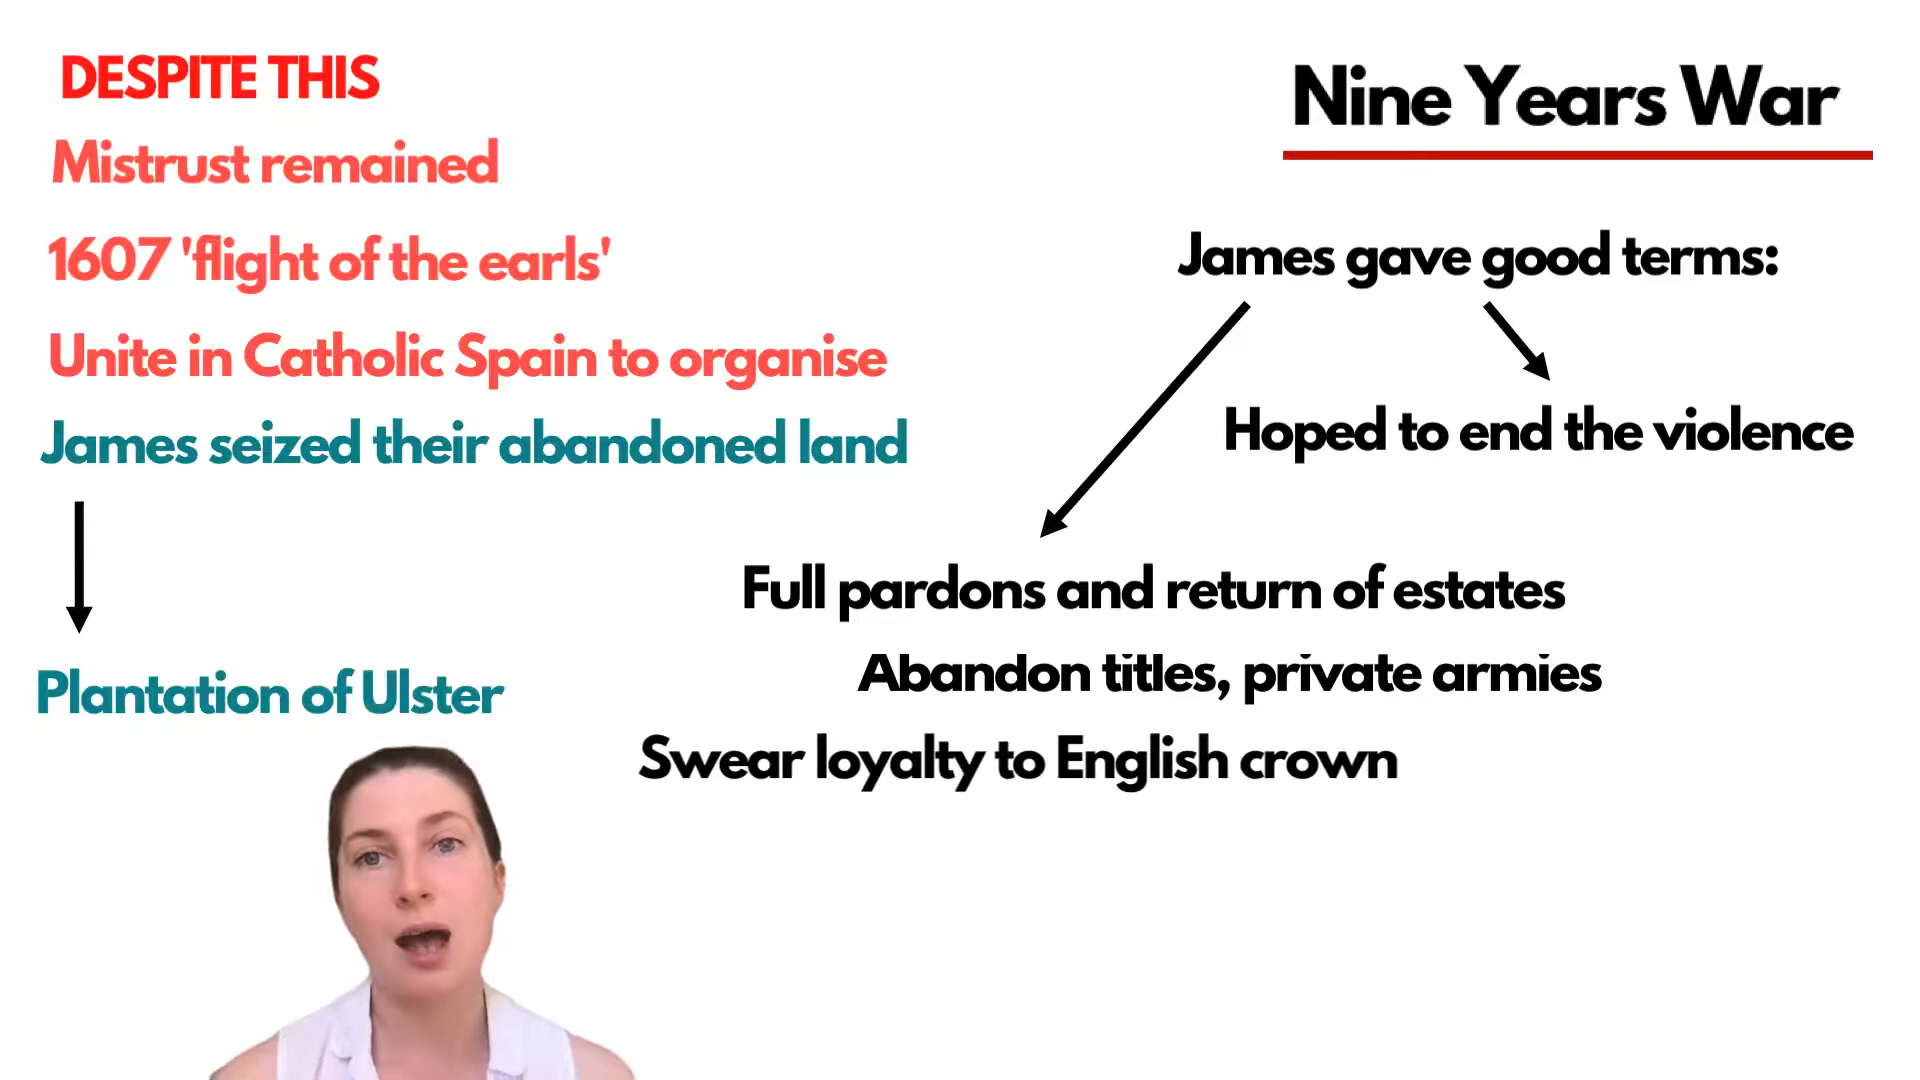 DESPITE THIS
Mistrust remained
1607 'flight of the earls'
Unite in Catholic Spain to organise
James seized their abandoned land
Plantation of Ulster
Nine Years War
James gave good terms:
Hoped to end the violence
Full pardons and return of estates
Abandon titles, private armies
Swear loyalty to English crown